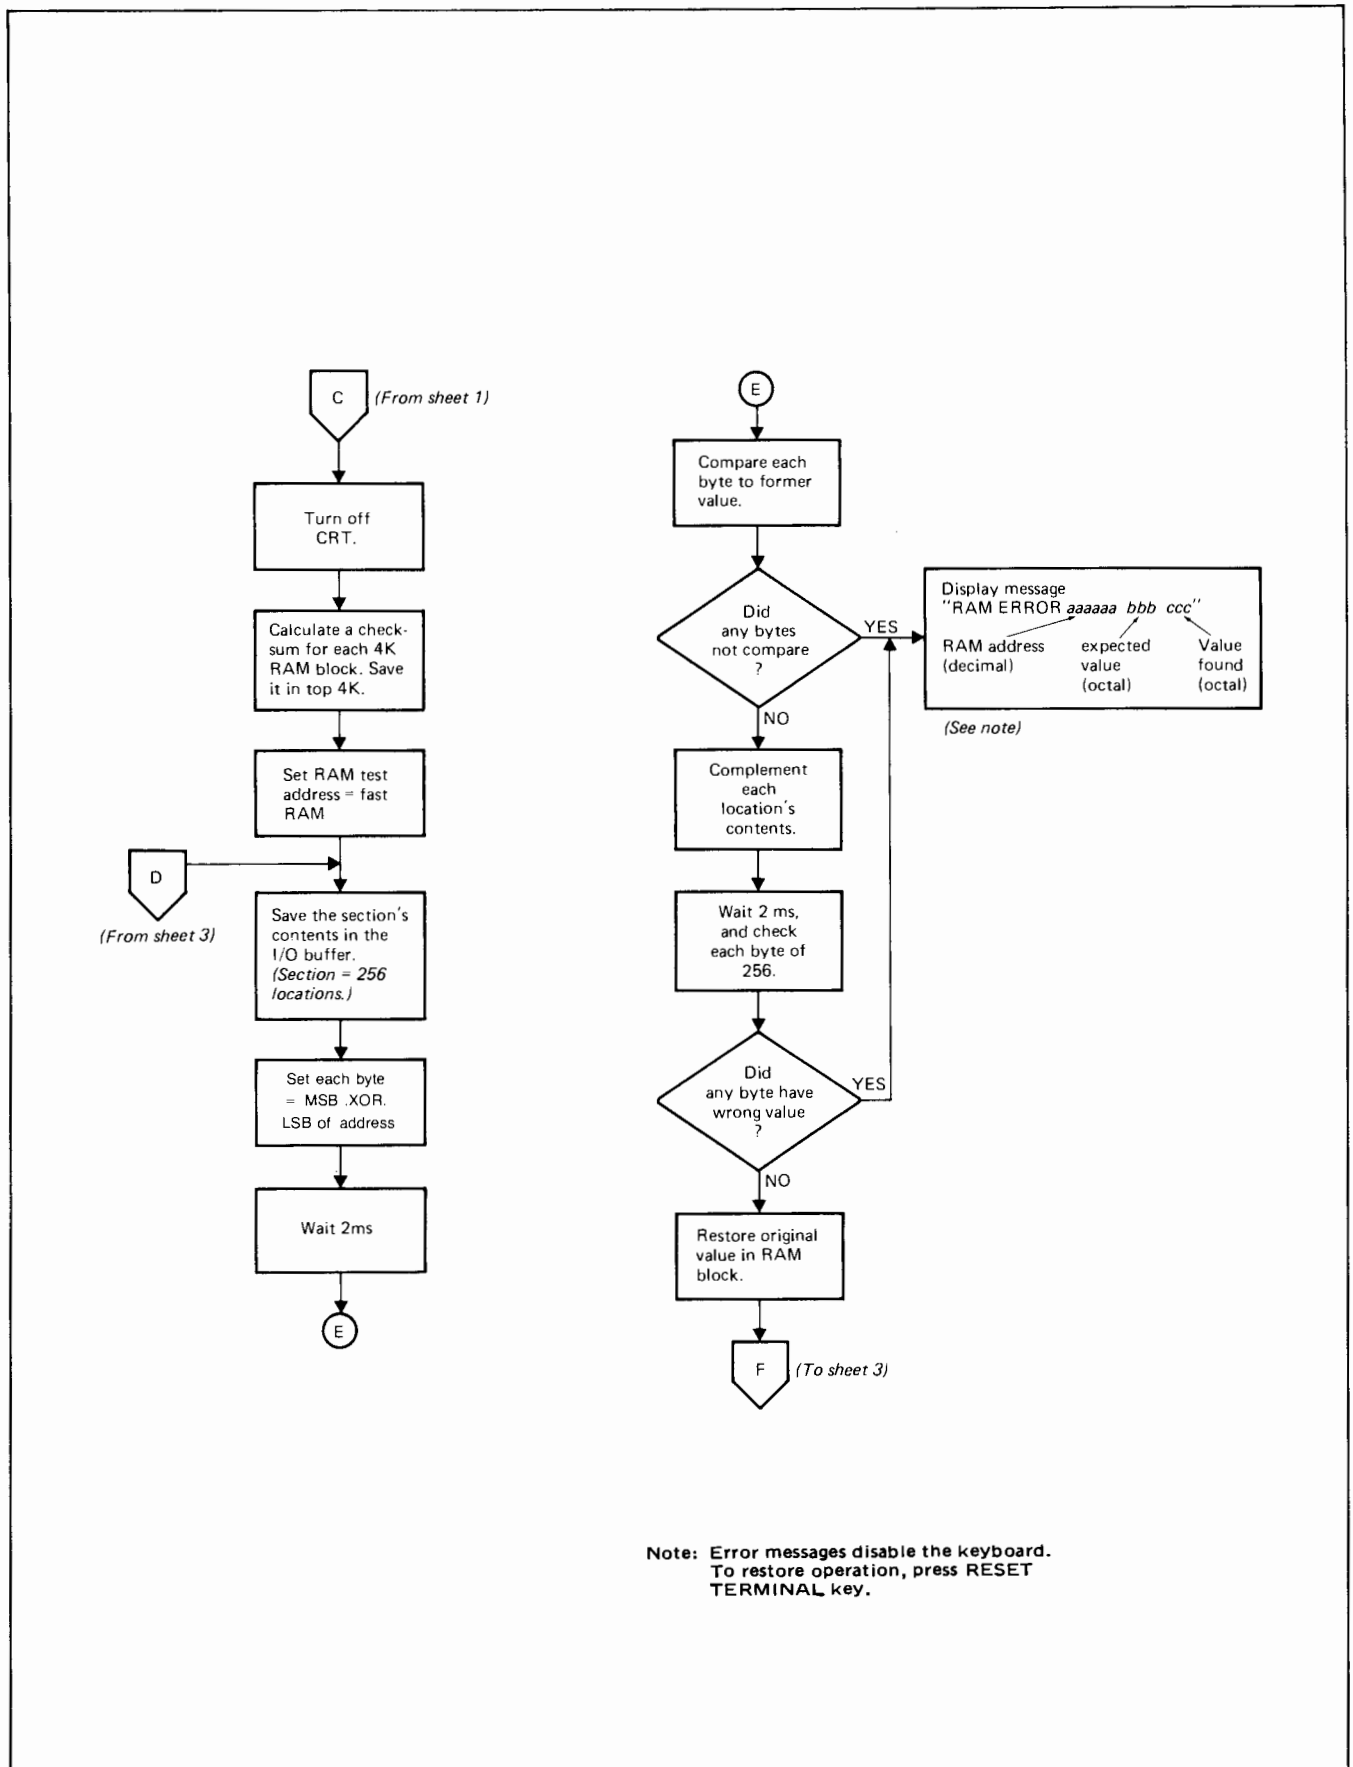 C (From sheet 1)
Turn off
CRT.
Calculate a check-
sum for each 4K
RAM block. Save
it in top 4K.
Set RAM test
address = fast
RAM
D
(From sheet 3)
Save the section's
contents in the
I/O buffer.
(Section = 256
locations.)
Set each byte
= MSB .XOR.
LSB of address
Wait 2ms
E
E
Compare each
byte to former
value.
Did
any bytes
not compare
?
YES
NO
Display message
"RAM ERROR aaaaaa bbb ccc"
RAM address
(decimal)
expected
value
(octal)
Value
found
(octal)
(See note)
Complement
each
location's
contents.
Wait 2 ms,
and check
each byte of
256.
Did
any byte have
wrong value
?
YES
NO
Restore original
value in RAM
block.
F (To sheet 3)
Note: Error messages disable the keyboard.
To restore operation, press RESET
TERMINAL key.